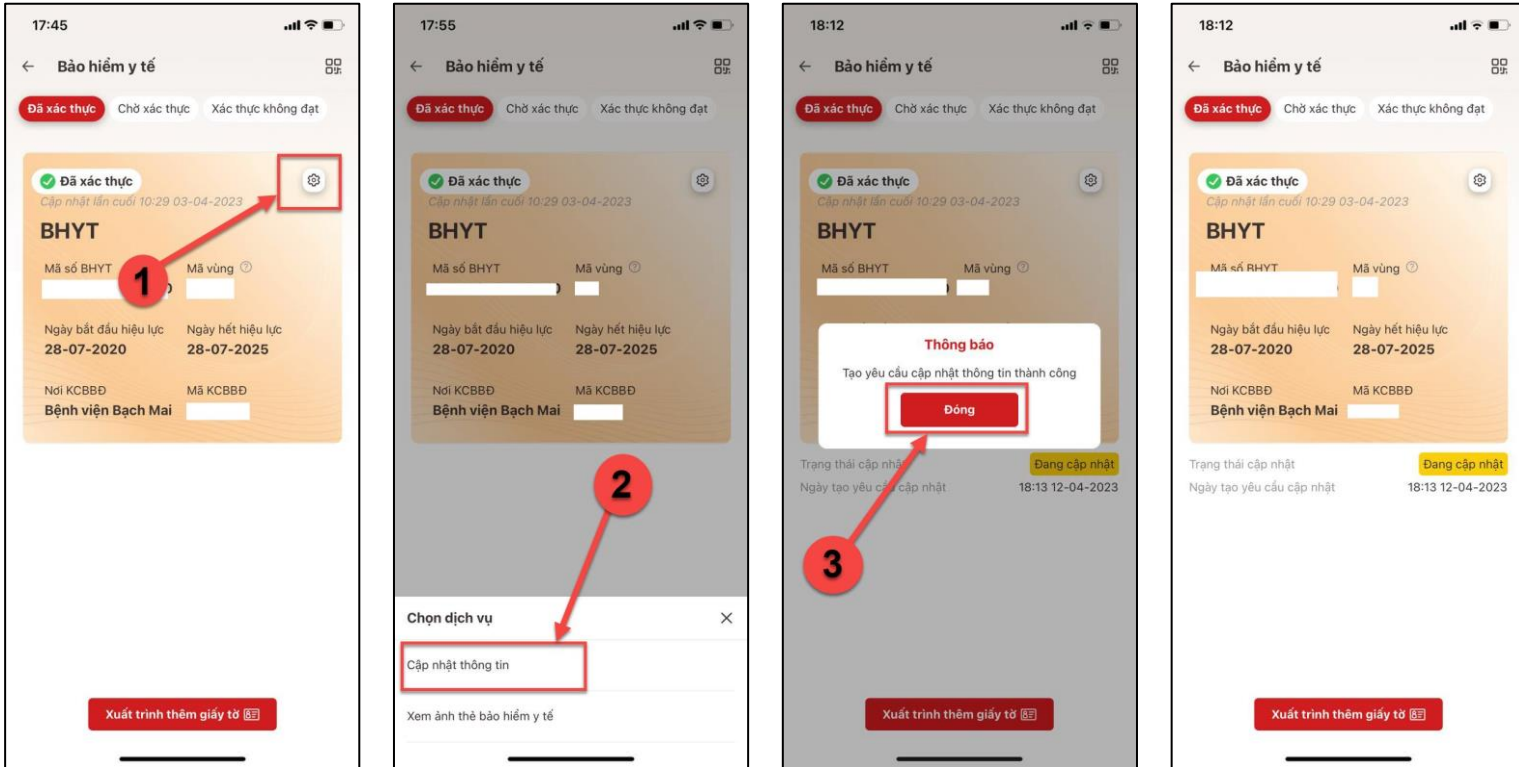 17:45
Bảo hiểm y tế
Đã xác thực Chờ xác thực Xác thực không đạt
Đã xác thực
Cập nhật lần cuối 10:29 03-04-2023
BHYT
Mã số BHYT Mã vùng
1
Ngày bắt đầu hiệu lực Ngày hết hiệu lực
28-07-2020 28-07-2025
Nơi KCBBĐ Mã KCBBĐ
Bệnh viện Bạch Mai
Xuất trình thêm giấy tờ
17:55
Bảo hiểm y tế
Đã xác thực Chờ xác thực Xác thực không đạt
Đã xác thực
Cập nhật lần cuối 10:29 03-04-2023
BHYT
Mã số BHYT Mã vùng
Ngày bắt đầu hiệu lực Ngày hết hiệu lực
28-07-2020 28-07-2025
Nơi KCBBĐ Mã KCBBĐ
Bệnh viện Bạch Mai
2
Chọn dịch vụ
Cập nhật thông tin
Xem ảnh thẻ bảo hiểm y tế
18:12
Bảo hiểm y tế
Đã xác thực Chờ xác thực Xác thực không đạt
Đã xác thực
Cập nhật lần cuối 10:29 03-04-2023
BHYT
Mã số BHYT Mã vùng
Thông báo
Tạo yêu cầu cập nhật thông tin thành công
Đóng
Trạng thái cập nhật Đang cập nhật
Ngày tạo yêu cầu cập nhật 18:13 12-04-2023
3
Xuất trình thêm giấy tờ
18:12
Bảo hiểm y tế
Đã xác thực Chờ xác thực Xác thực không đạt
Đã xác thực
Cập nhật lần cuối 10:29 03-04-2023
BHYT
Mã số BHYT Mã vùng
Ngày bắt đầu hiệu lực Ngày hết hiệu lực
28-07-2020 28-07-2025
Nơi KCBBĐ Mã KCBBĐ
Bệnh viện Bạch Mai
Trạng thái cập nhật Đang cập nhật
Ngày tạo yêu cầu cập nhật 18:13 12-04-2023
Xuất trình thêm giấy tờ